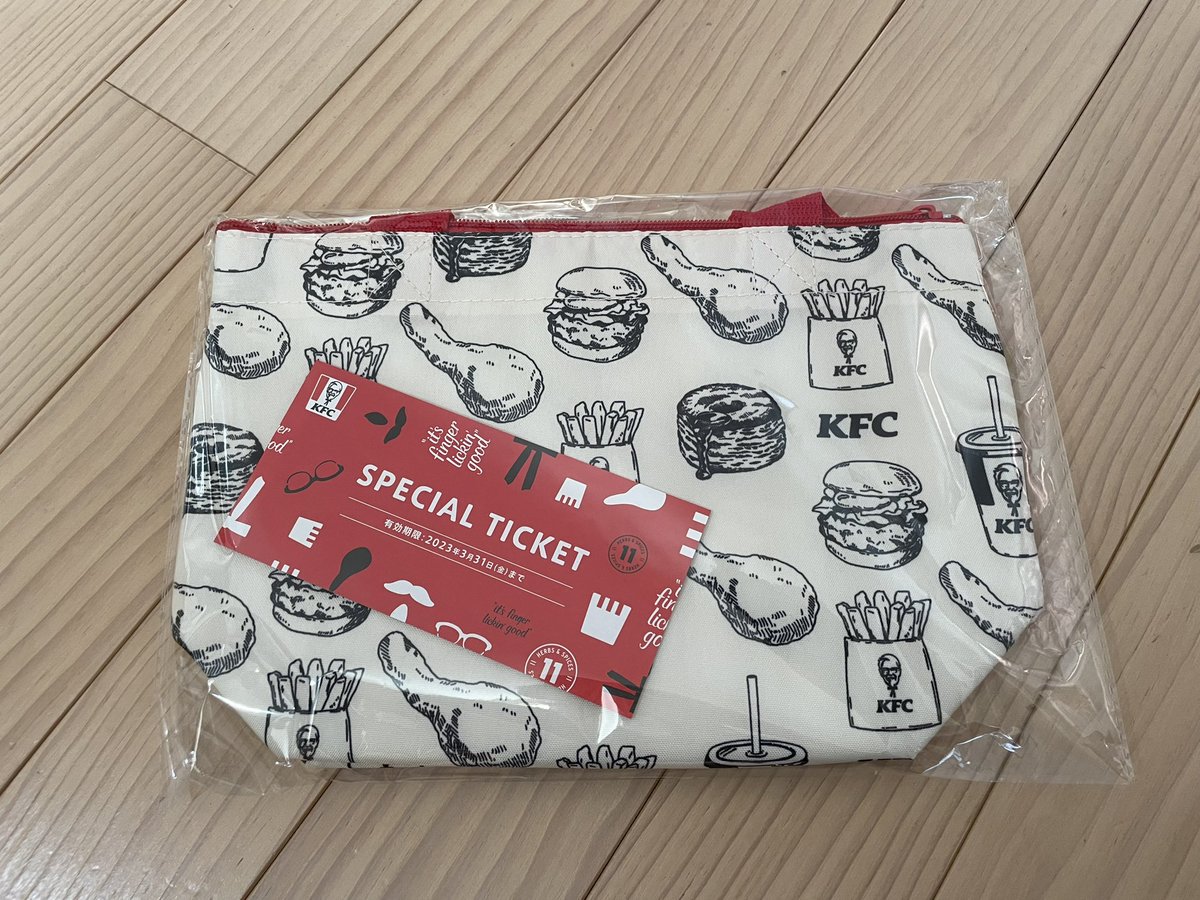 KFC
KFC
KFC
KFC
KFC
"it's
finger
lickin'
good"
SPECIAL TICKET
有効期限:2023年3月31日(金)まで
HERBS & SPICES
11
"it's finger
lickin' good"
HERBS & SPICES
11